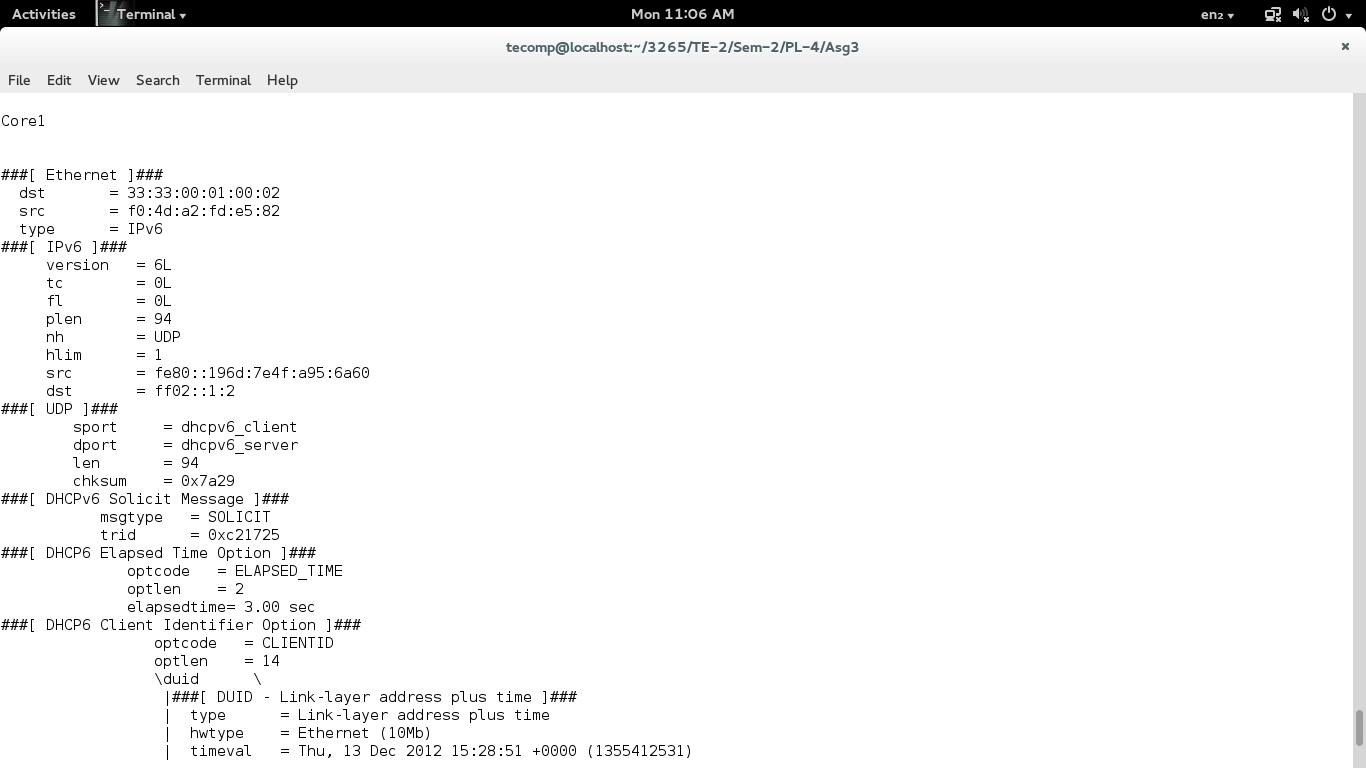 Activities >_ Terminal Mon 11:06 AM en₂
tecomp@localhost:~/3265/TE-2/Sem-2/PL-4/Asg3 ×
File Edit View Search Terminal Help
Core1
###[ Ethernet ]###
  dst       = 33:33:00:01:00:02
  src       = f0:4d:a2:fd:e5:82
  type      = IPv6
###[ IPv6 ]###
     version   = 6L
     tc        = 0L
     fl        = 0L
     plen      = 94
     nh        = UDP
     hlim      = 1
     src       = fe80::196d:7e4f:a95:6a60
     dst       = ff02::1:2
###[ UDP ]###
        sport     = dhcpv6_client
        dport     = dhcpv6_server
        len       = 94
        chksum    = 0x7a29
###[ DHCPv6 Solicit Message ]###
           msgtype   = SOLICIT
           trid      = 0xc21725
###[ DHCP6 Elapsed Time Option ]###
              optcode   = ELAPSED_TIME
              optlen    = 2
              elapsedtime= 3.00 sec
###[ DHCP6 Client Identifier Option ]###
                 optcode   = CLIENTID
                 optlen    = 14
                 \duid      \
                  |###[ DUID - Link-layer address plus time ]###
                  |  type      = Link-layer address plus time
                  |  hwtype    = Ethernet (10Mb)
                  |  timeval   = Thu, 13 Dec 2012 15:28:51 +0000 (1355412531)